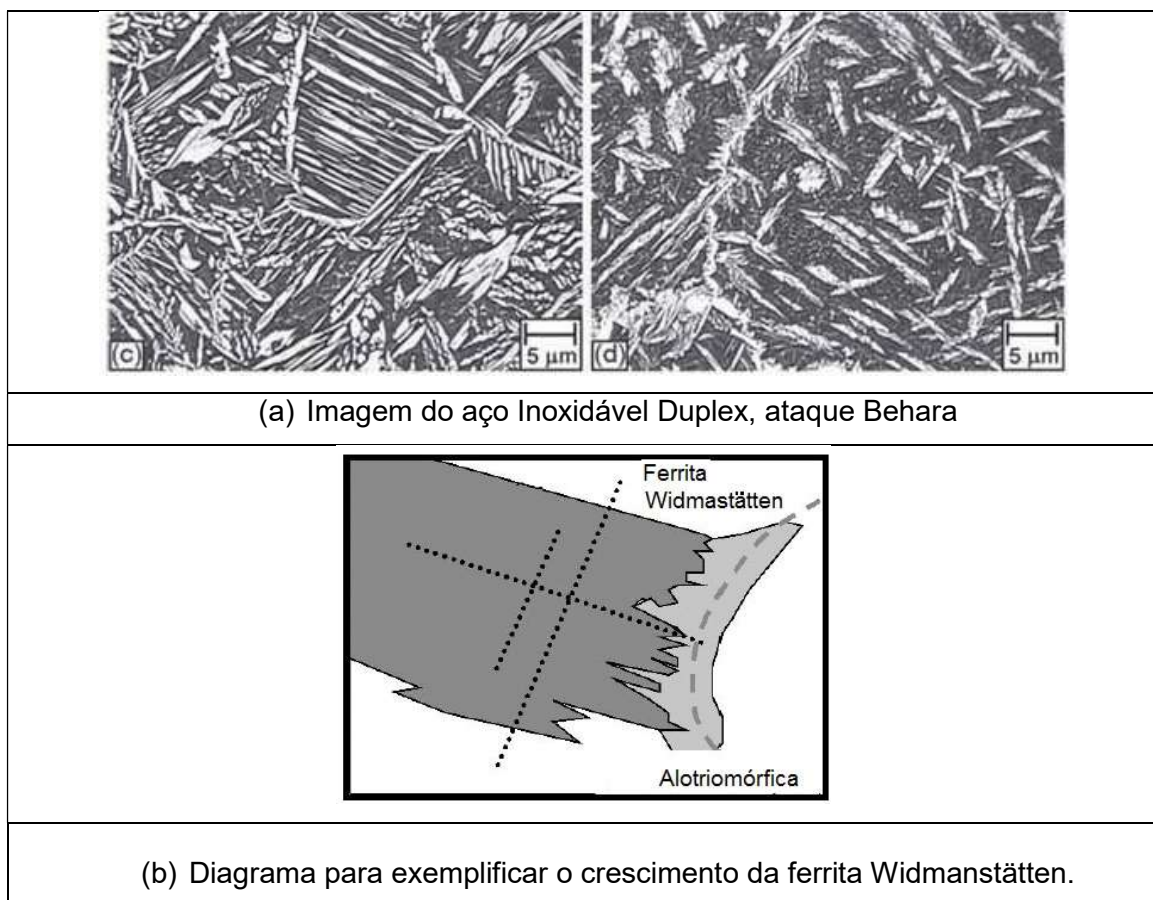 (c) 5 µm (d) 5 µm
(a) Imagem do aço Inoxidável Duplex, ataque Behara
Ferrita
Widmastätten
Alotriomórfica
(b) Diagrama para exemplificar o crescimento da ferrita Widmanstätten.